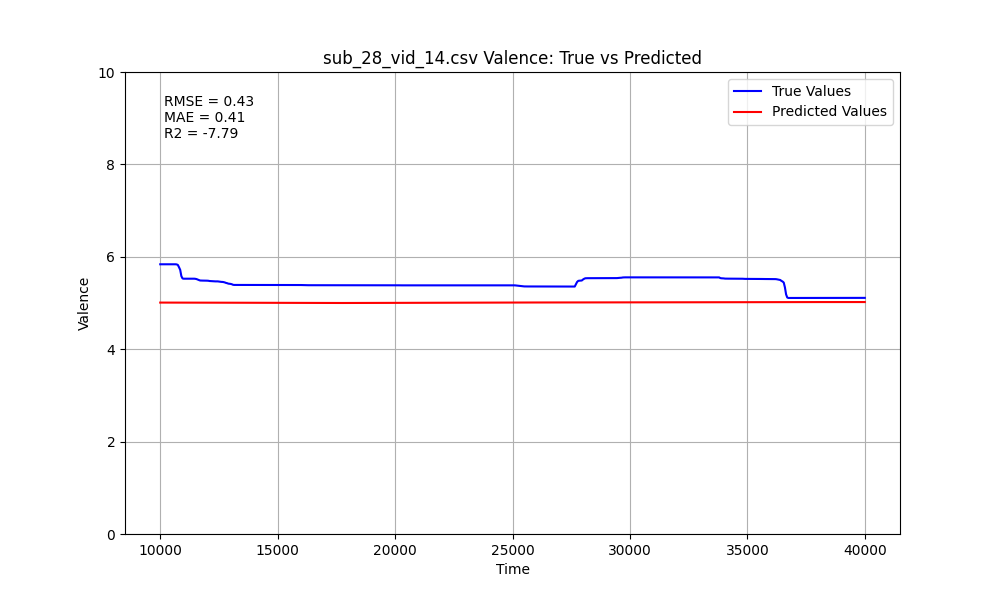 sub_28_vid_14.csv Valence: True vs Predicted
RMSE = 0.43
MAE = 0.41
R2 = -7.79
True Values
Predicted Values
10
8
6
4
2
0
Valence
10000 15000 20000 25000 30000 35000 40000
Time